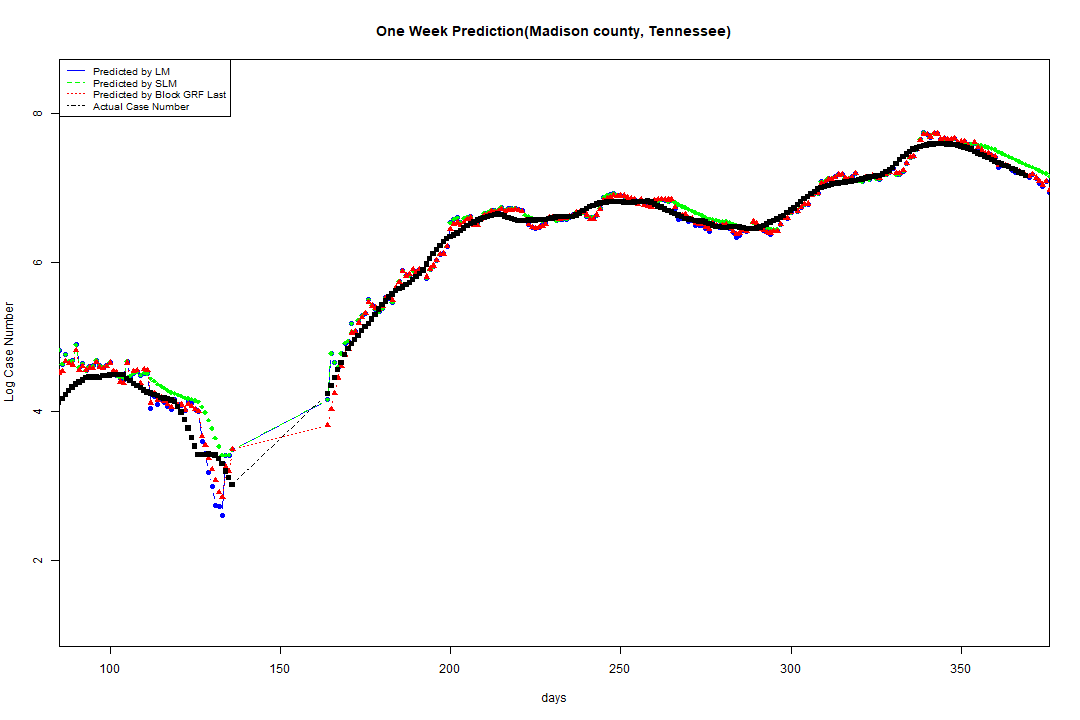 One Week Prediction(Madison county, Tennessee)
Predicted by LM
Predicted by SLM
Predicted by Block GRF Last
Actual Case Number
8
6
4
2
Log Case Number
100 150 200 250 300 350
days